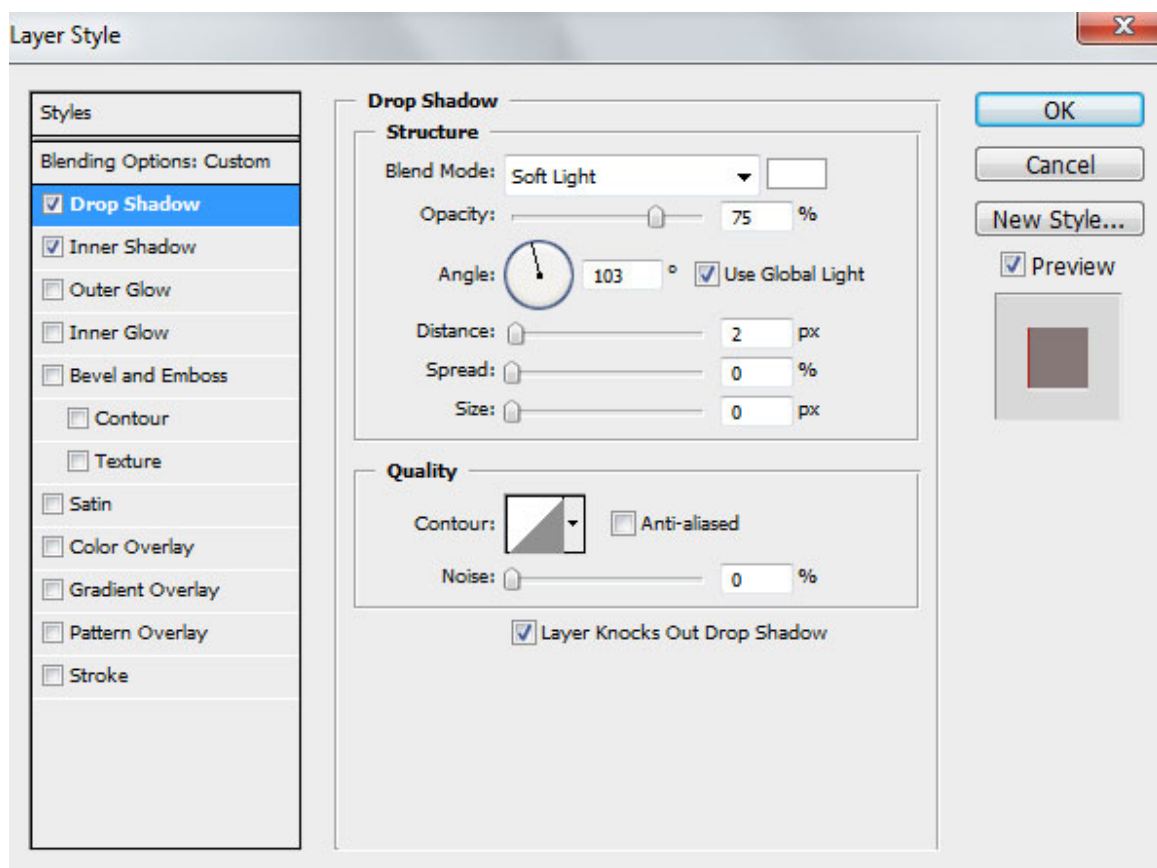 Layer Style
X
Styles
Blending Options: Custom
Drop Shadow
Inner Shadow
Outer Glow
Inner Glow
Bevel and Emboss
Contour
Texture
Satin
Color Overlay
Gradient Overlay
Pattern Overlay
Stroke
Drop Shadow
Structure
Blend Mode: Soft Light
Opacity: 75 %
Angle: 103 ° Use Global Light
Distance: 2 px
Spread: 0 %
Size: 0 px
Quality
Contour: Anti-aliased
Noise: 0 %
Layer Knocks Out Drop Shadow
OK
Cancel
New Style...
Preview